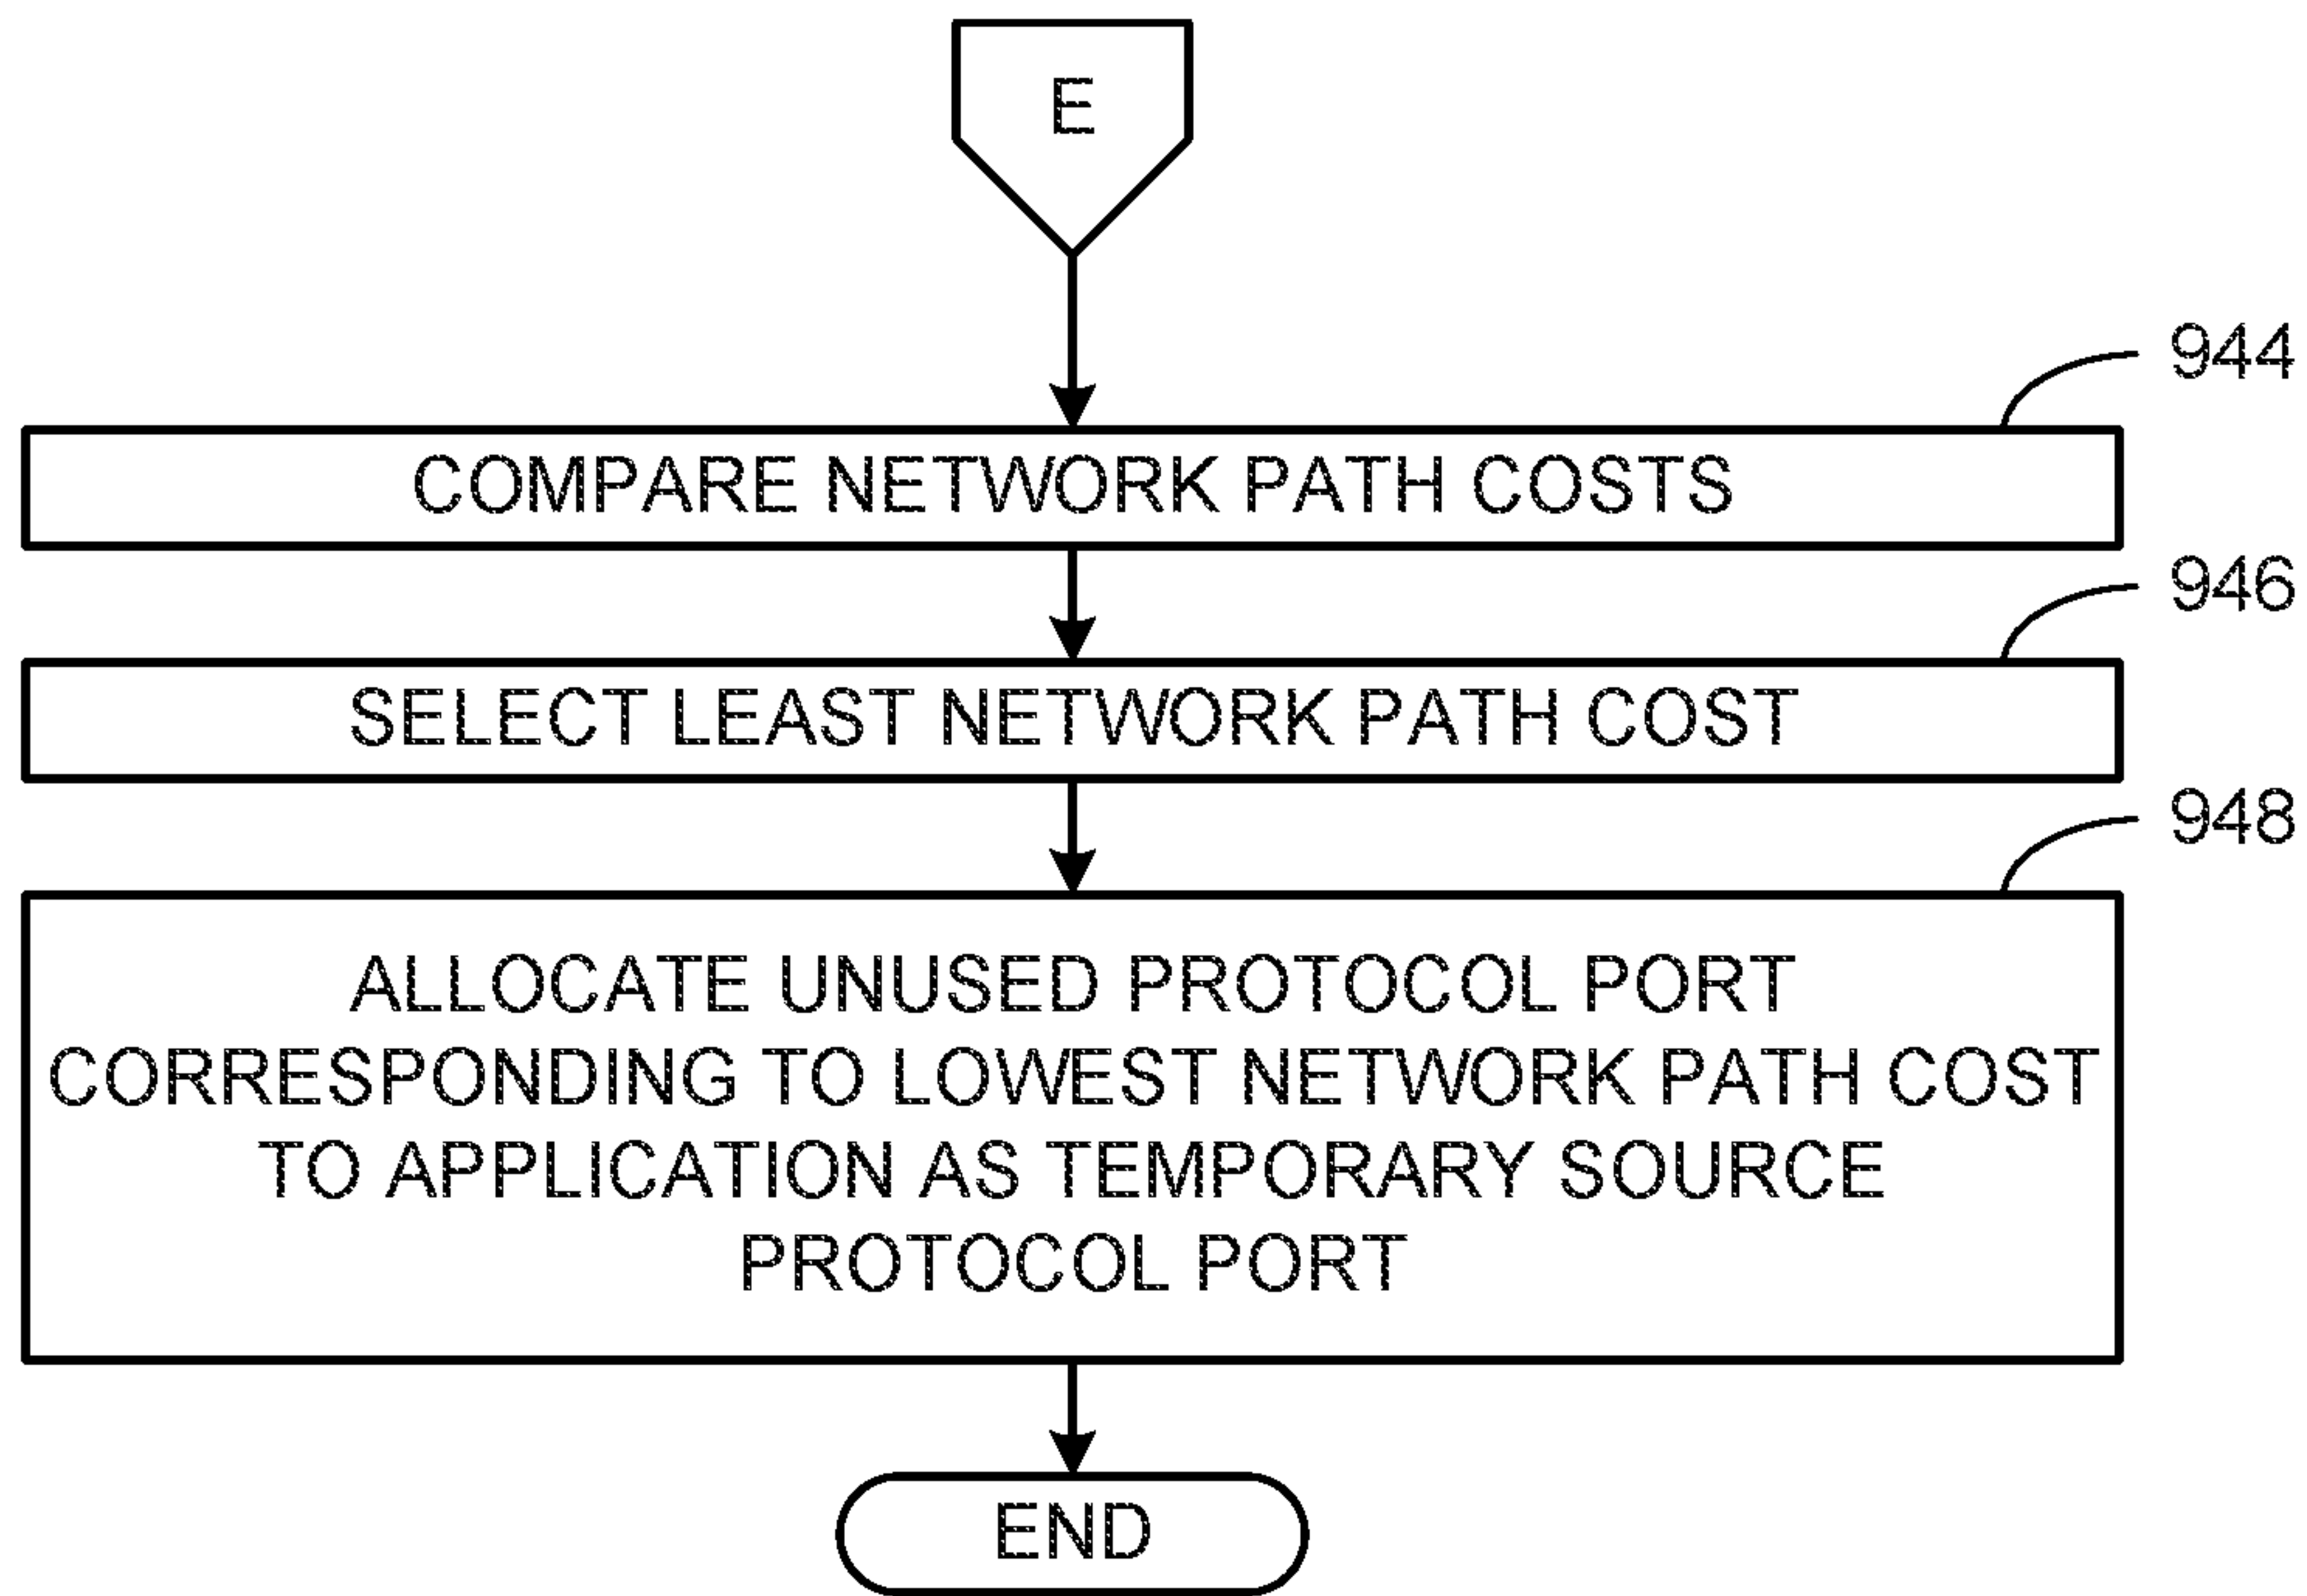 E
944
COMPARE NETWORK PATH COSTS
946
SELECT LEAST NETWORK PATH COST
948
ALLOCATE UNUSED PROTOCOL PORT
CORRESPONDING TO LOWEST NETWORK PATH COST
TO APPLICATION AS TEMPORARY SOURCE
PROTOCOL PORT
END